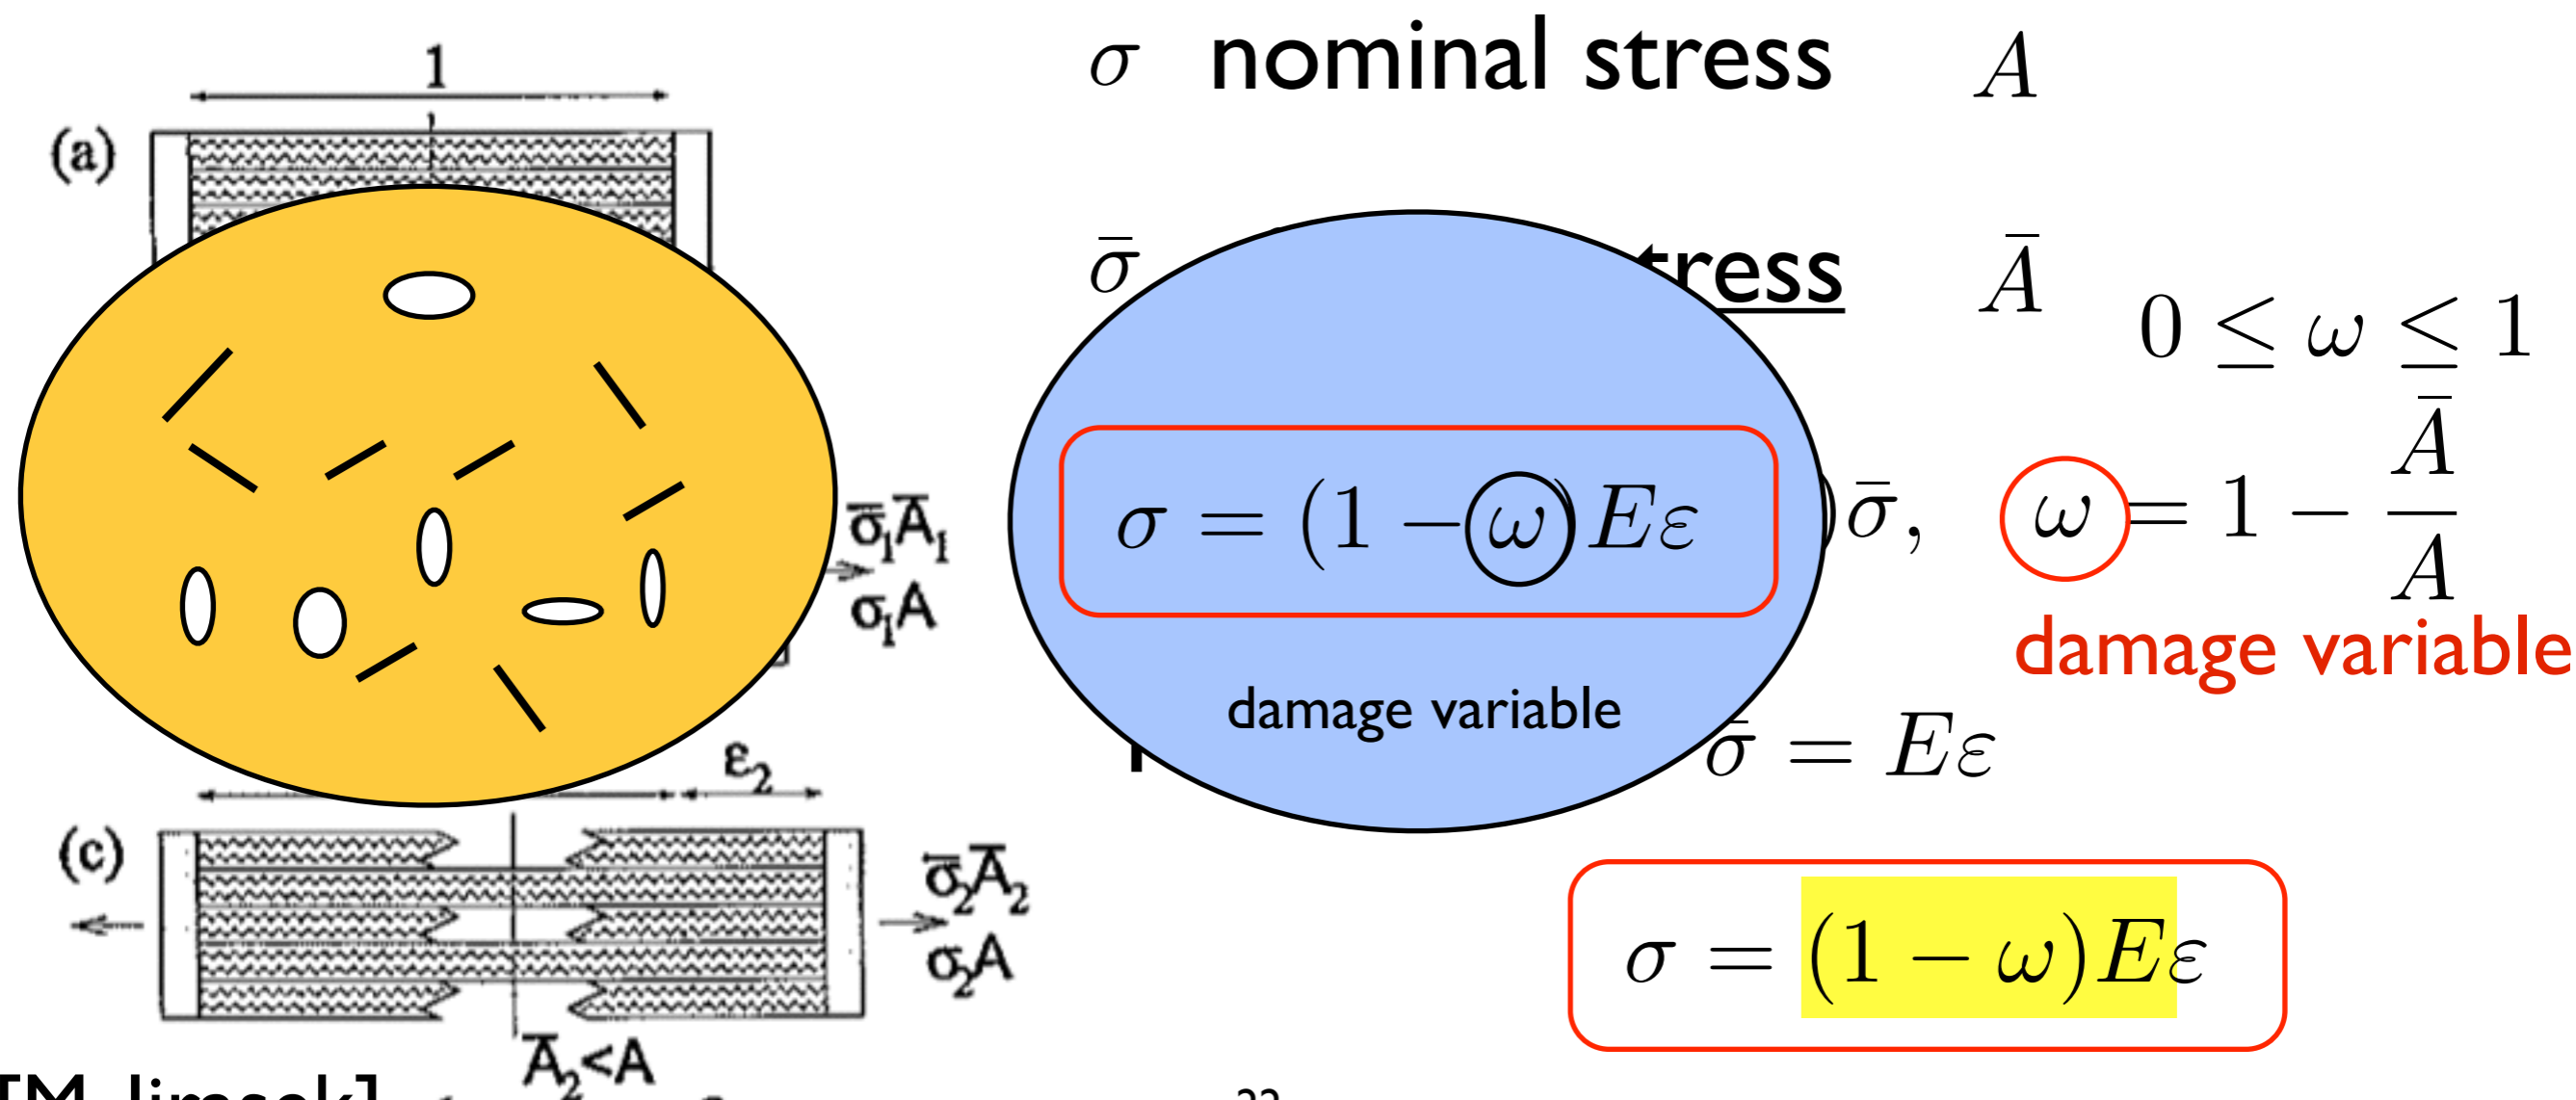 1
(a)
σ nominal stress A
σ̄ tress Ā
0 ≤ ω ≤ 1
σ = (1 − ω) Eε
)σ̄, ω = 1 − Ā/A
damage variable
damage variable
σ̄₁Ā₁
σ₁A
σ̄ = Eε
ε₂
(c)
σ̄₂Ā₂
σ₂A
σ = (1 − ω)Eε
Ā₂<A